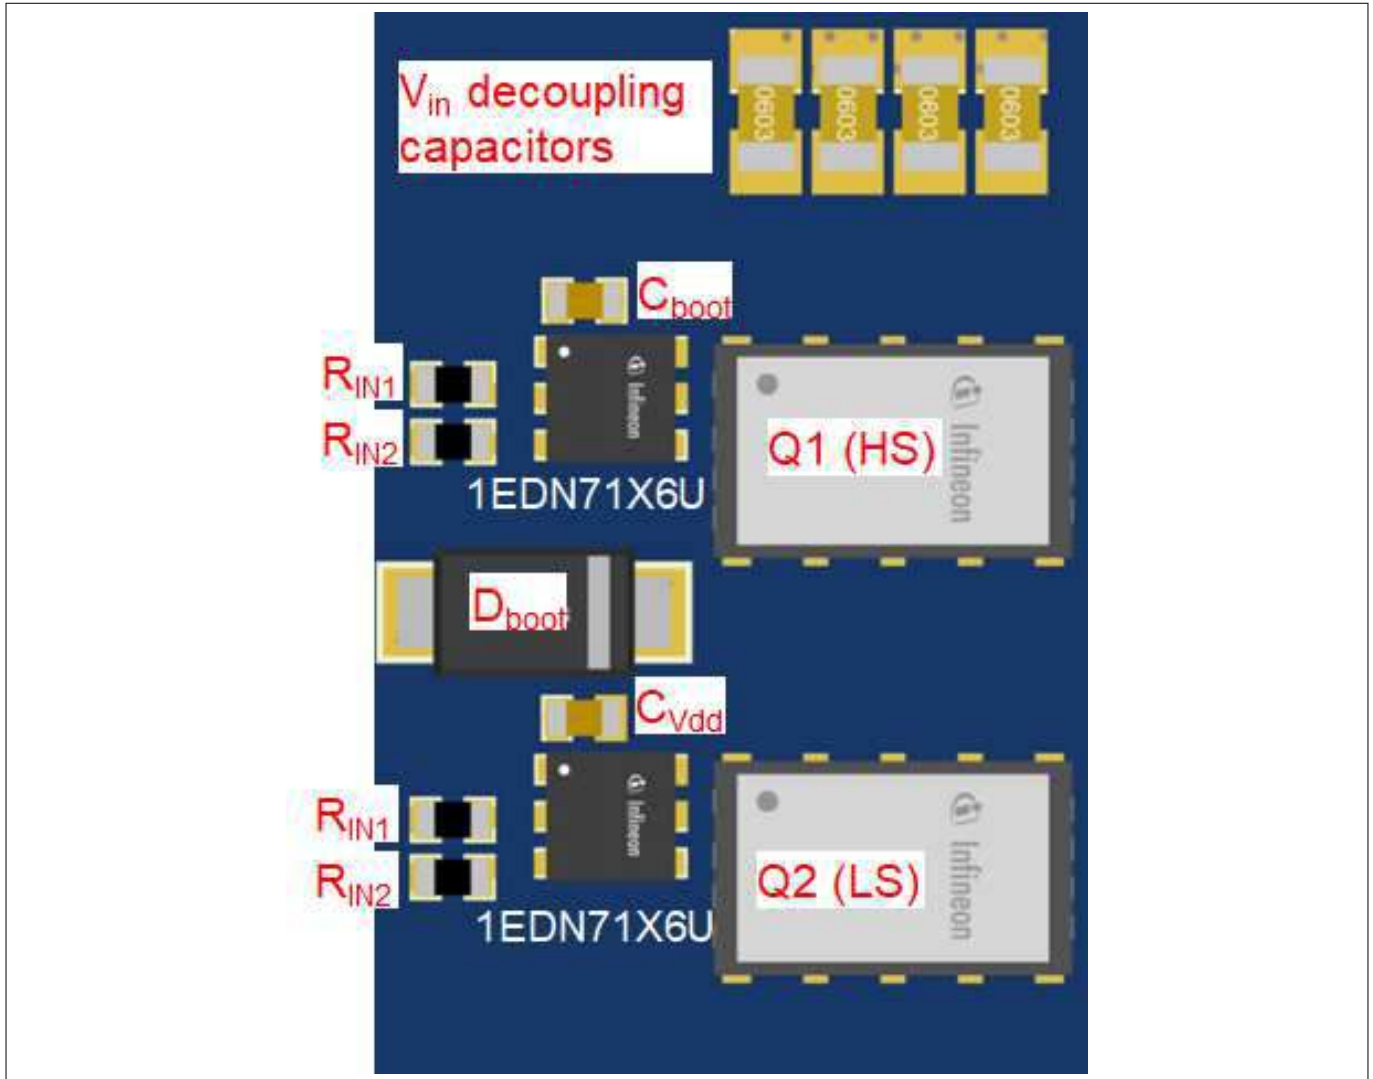 Vin decoupling
capacitors
0603 0603 0603 0603
Cboot
RIN1
RIN2
Infineon
Q1 (HS)
Infineon
1EDN71X6U
Dboot
CVdd
RIN1
RIN2
Infineon
Q2 (LS)
Infineon
1EDN71X6U